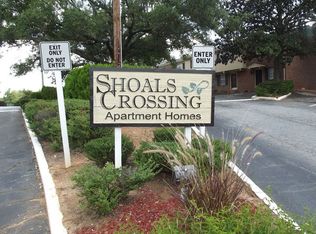 EXIT
ONLY
DO NOT
ENTER
ENTER
ONLY
SHOALS
CROSSING
Apartment Homes